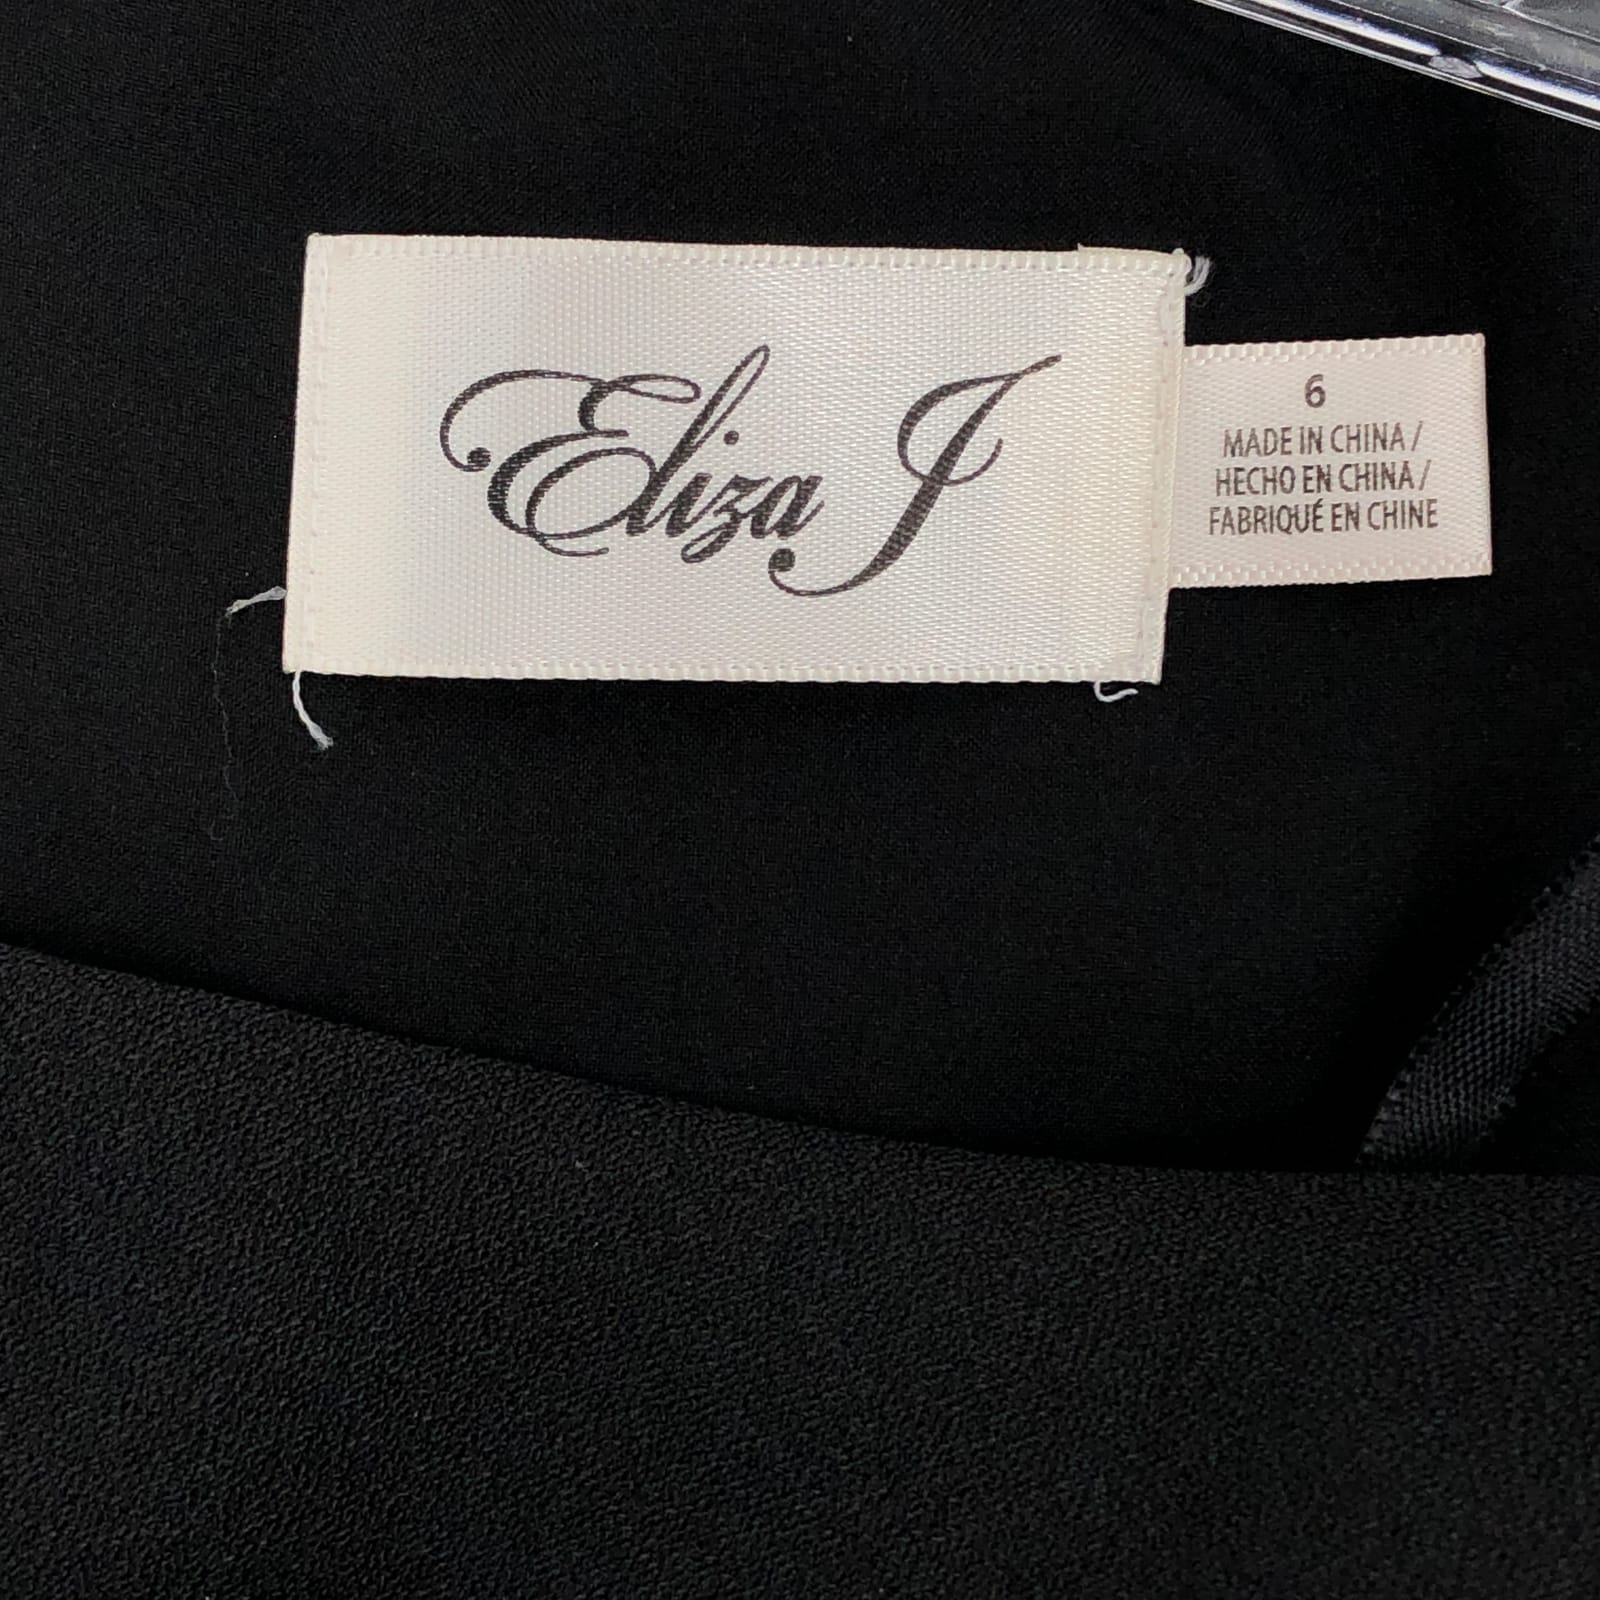 Eliza J
6
MADE IN CHINA /
HECHO EN CHINA /
FABRIQUÉ EN CHINE